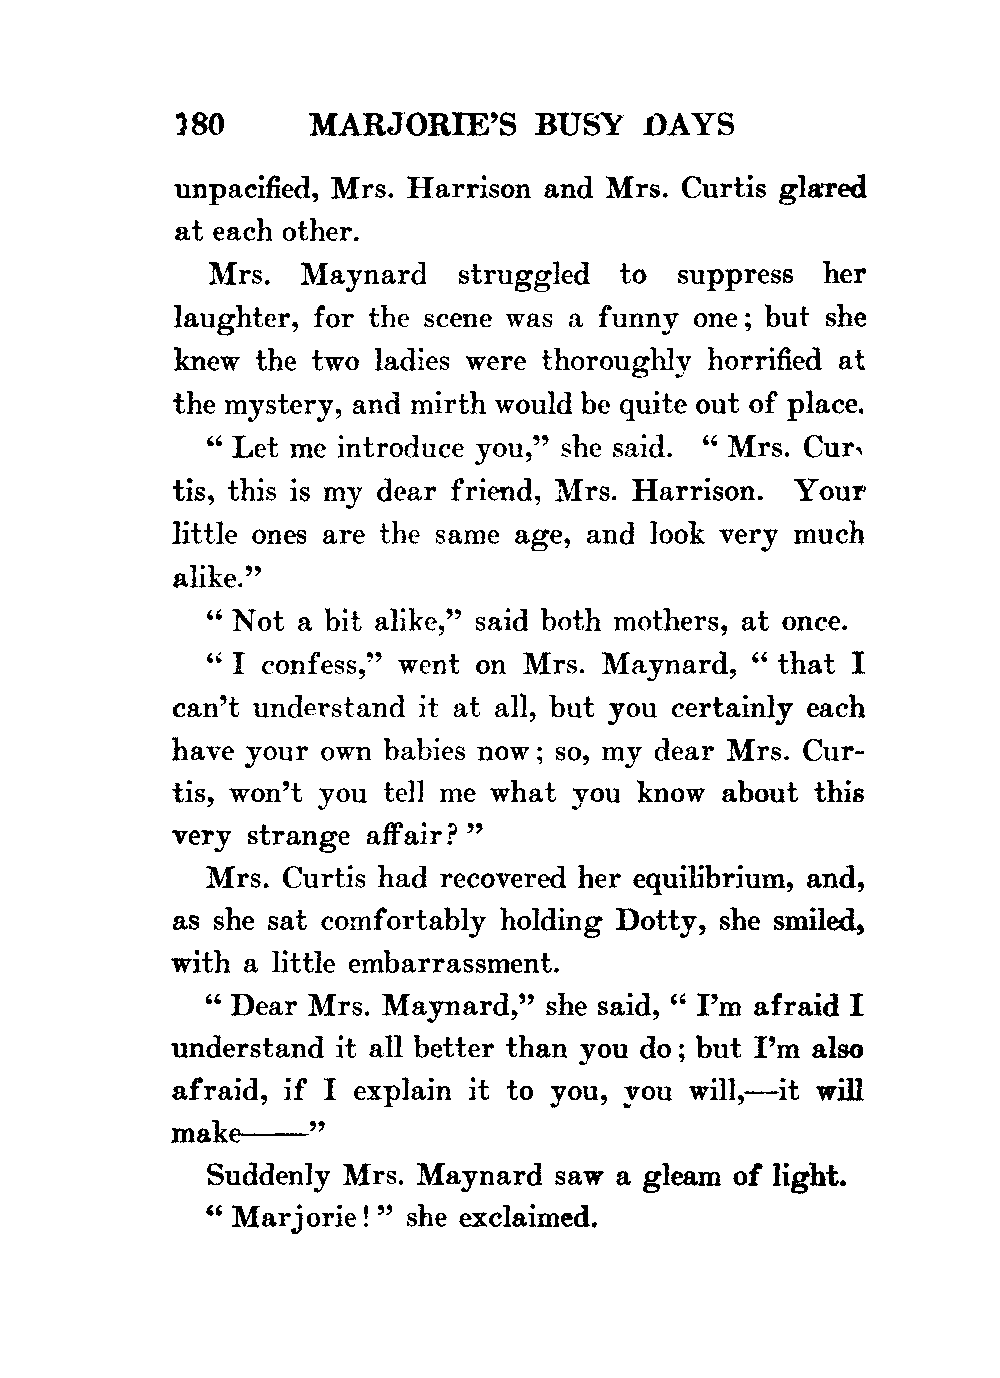 180 MARJORIE'S BUSY DAYS
unpacified, Mrs. Harrison and Mrs. Curtis glared
at each other.
Mrs. Maynard struggled to suppress her
laughter, for the scene was a funny one; but she
knew the two ladies were thoroughly horrified at
the mystery, and mirth would be quite out of place.
“ Let me introduce you,” she said. “ Mrs. Cur-
tis, this is my dear friend, Mrs. Harrison. Your
little ones are the same age, and look very much
alike.”
“ Not a bit alike,” said both mothers, at once.
“ I confess,” went on Mrs. Maynard, “ that I
can't understand it at all, but you certainly each
have your own babies now; so, my dear Mrs. Cur-
tis, won't you tell me what you know about this
very strange affair? ”
Mrs. Curtis had recovered her equilibrium, and,
as she sat comfortably holding Dotty, she smiled,
with a little embarrassment.
“ Dear Mrs. Maynard,” she said, “ I'm afraid I
understand it all better than you do; but I'm also
afraid, if I explain it to you, you will,—it will
make——”
Suddenly Mrs. Maynard saw a gleam of light.
“ Marjorie! ” she exclaimed.